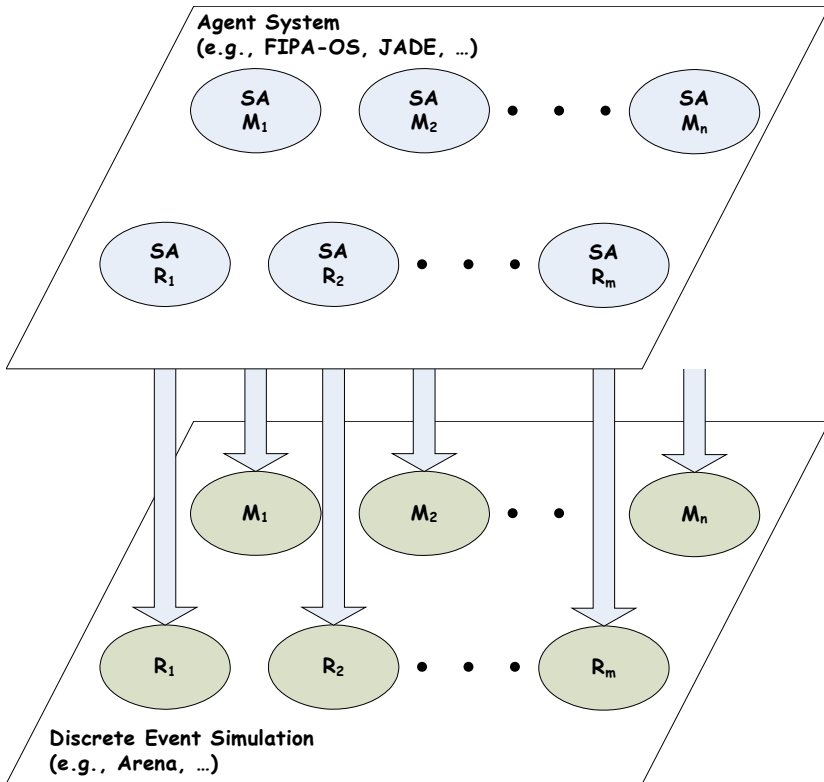 Agent System
(e.g., FIPA-OS, JADE, …)
SA
M₁
SA
M₂
SA
Mₙ
SA
R₁
SA
R₂
SA
Rₘ
M₁
M₂
Mₙ
R₁
R₂
Rₘ
Discrete Event Simulation
(e.g., Arena, …)